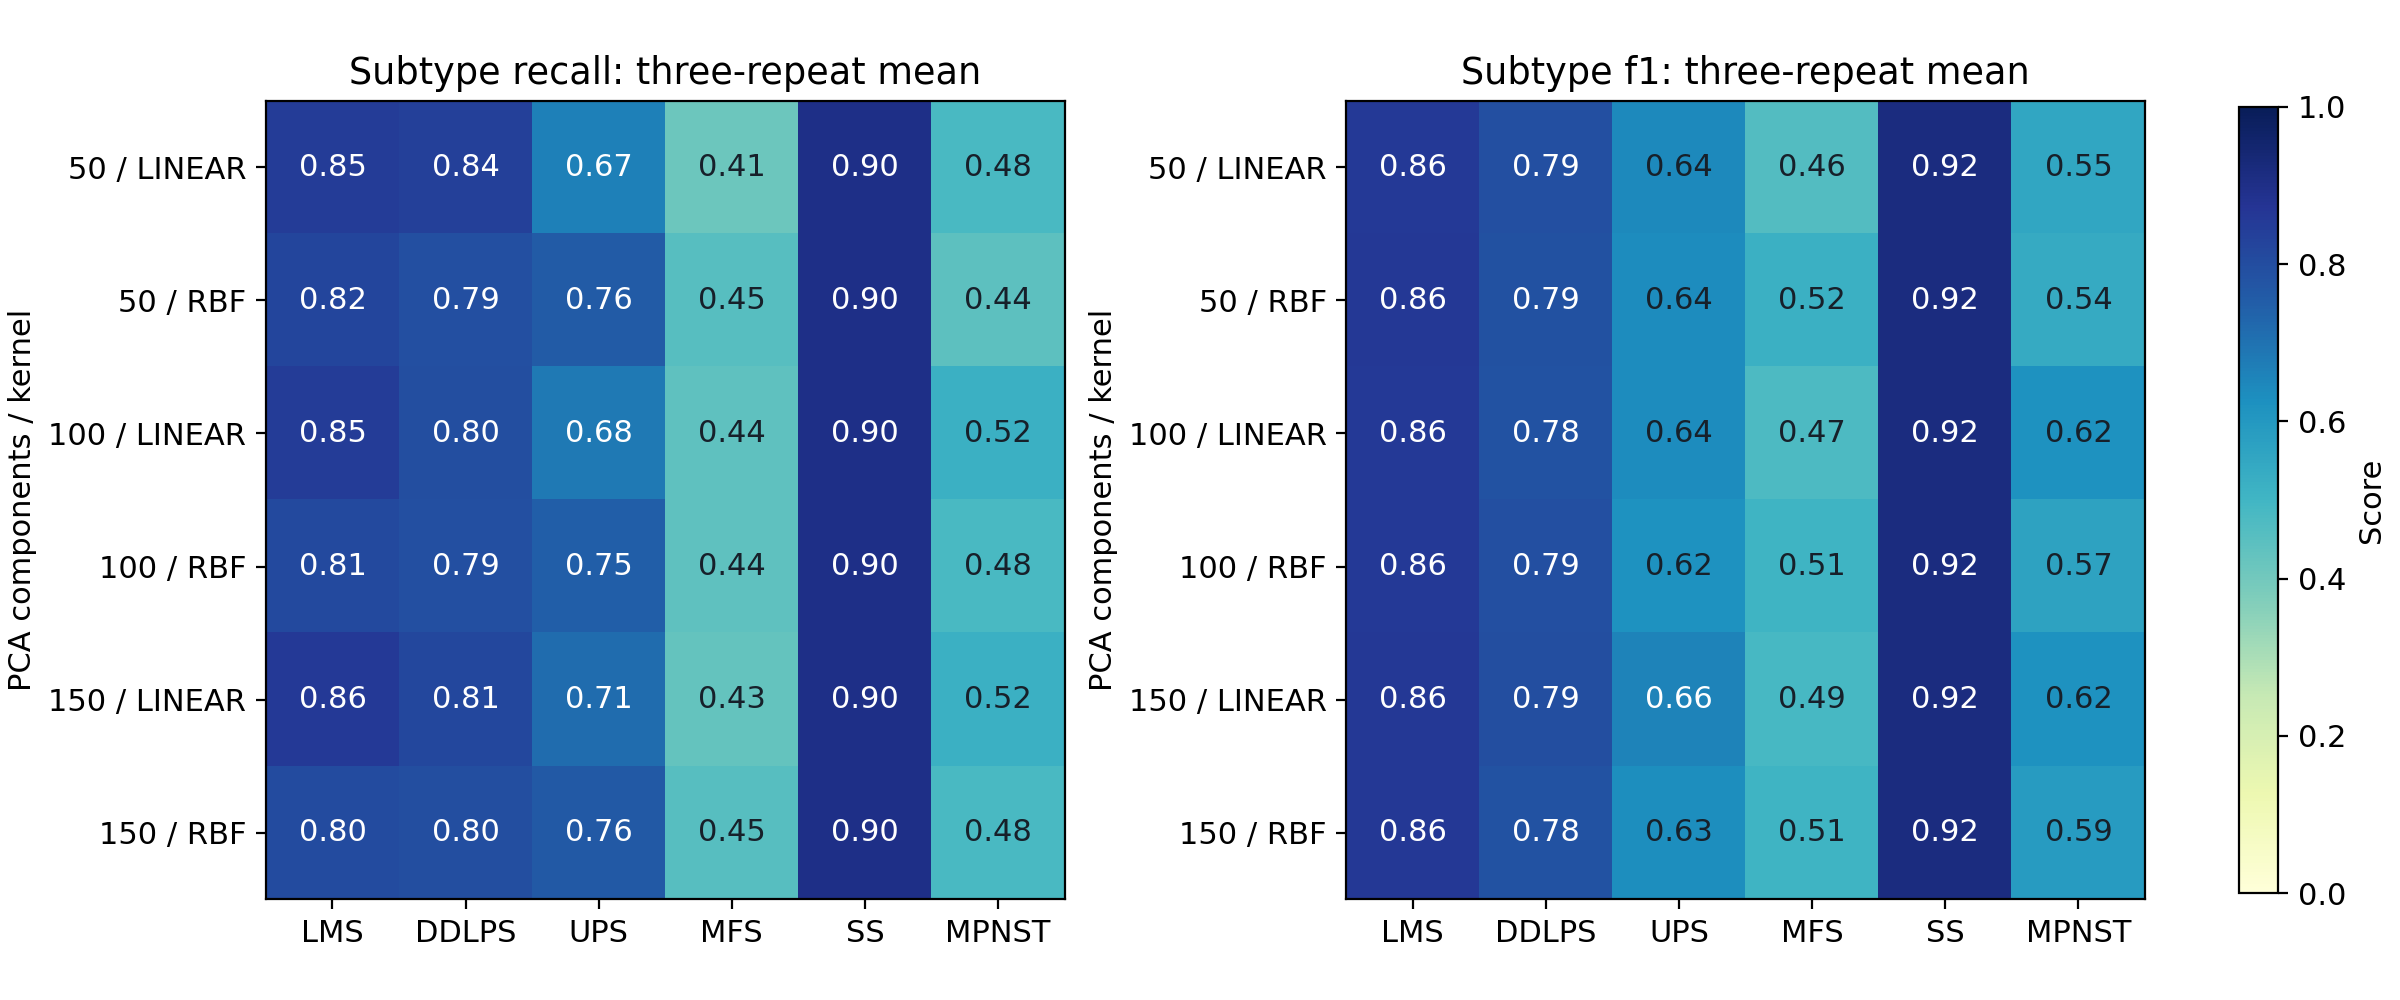 Subtype recall: three-repeat mean
PCA components / kernel
50 / LINEAR 0.85 0.84 0.67 0.41 0.90 0.48
50 / RBF 0.82 0.79 0.76 0.45 0.90 0.44
100 / LINEAR 0.85 0.80 0.68 0.44 0.90 0.52
100 / RBF 0.81 0.79 0.75 0.44 0.90 0.48
150 / LINEAR 0.86 0.81 0.71 0.43 0.90 0.52
150 / RBF 0.80 0.80 0.76 0.45 0.90 0.48
LMS DDLPS UPS MFS SS MPNST
Subtype f1: three-repeat mean
PCA components / kernel
50 / LINEAR 0.86 0.79 0.64 0.46 0.92 0.55
50 / RBF 0.86 0.79 0.64 0.52 0.92 0.54
100 / LINEAR 0.86 0.78 0.64 0.47 0.92 0.62
100 / RBF 0.86 0.79 0.62 0.51 0.92 0.57
150 / LINEAR 0.86 0.79 0.66 0.49 0.92 0.62
150 / RBF 0.86 0.78 0.63 0.51 0.92 0.59
LMS DDLPS UPS MFS SS MPNST
1.0
0.8
0.6
0.4
0.2
0.0
Score